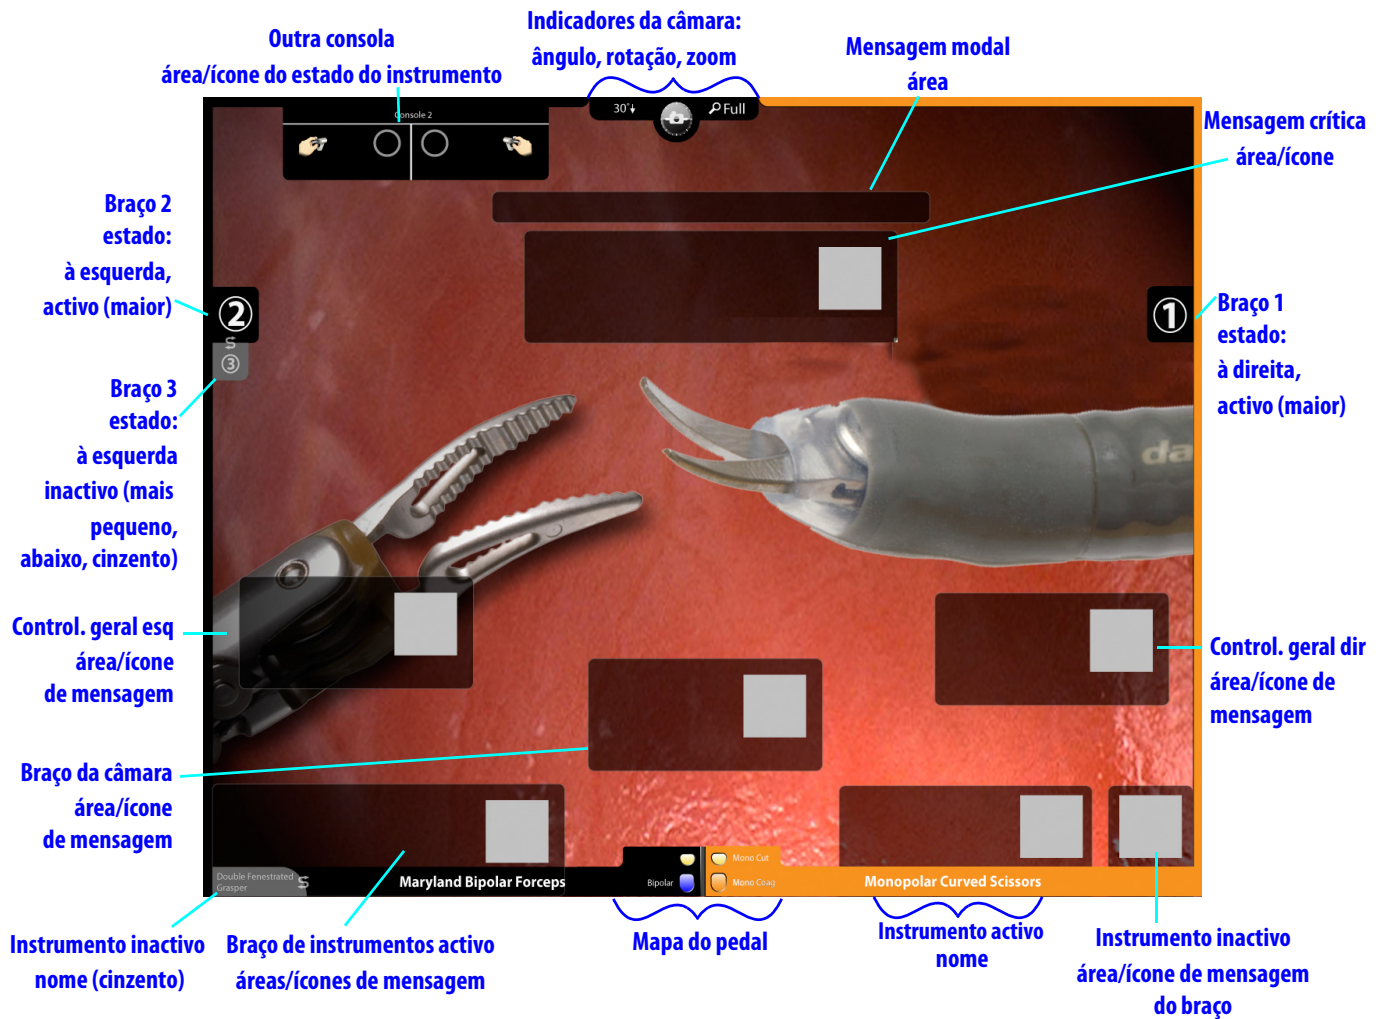 Indicadores da câmara:
ângulo, rotação, zoom
Outra consola
área/ícone do estado do instrumento
Mensagem modal
área
Mensagem crítica
área/ícone
Console 2
30°
Full
Braço 2
estado:
à esquerda,
activo (maior)
2
3
1
Braço 1
estado:
à direita,
activo (maior)
Braço 3
estado:
à esquerda
inactivo (mais
pequeno,
abaixo, cinzento)
da
Control. geral esq
área/ícone
de mensagem
Control. geral dir
área/ícone de
mensagem
Braço da câmara
área/ícone
de mensagem
Double Fenestrated
Grasper
Maryland Bipolar Forceps
Bipolar
Mono Cut
Mono Coag
Monopolar Curved Scissors
Instrumento inactivo
nome (cinzento)
Braço de instrumentos activo
áreas/ícones de mensagem
Mapa do pedal
Instrumento activo
nome
Instrumento inactivo
área/ícone de mensagem
do braço